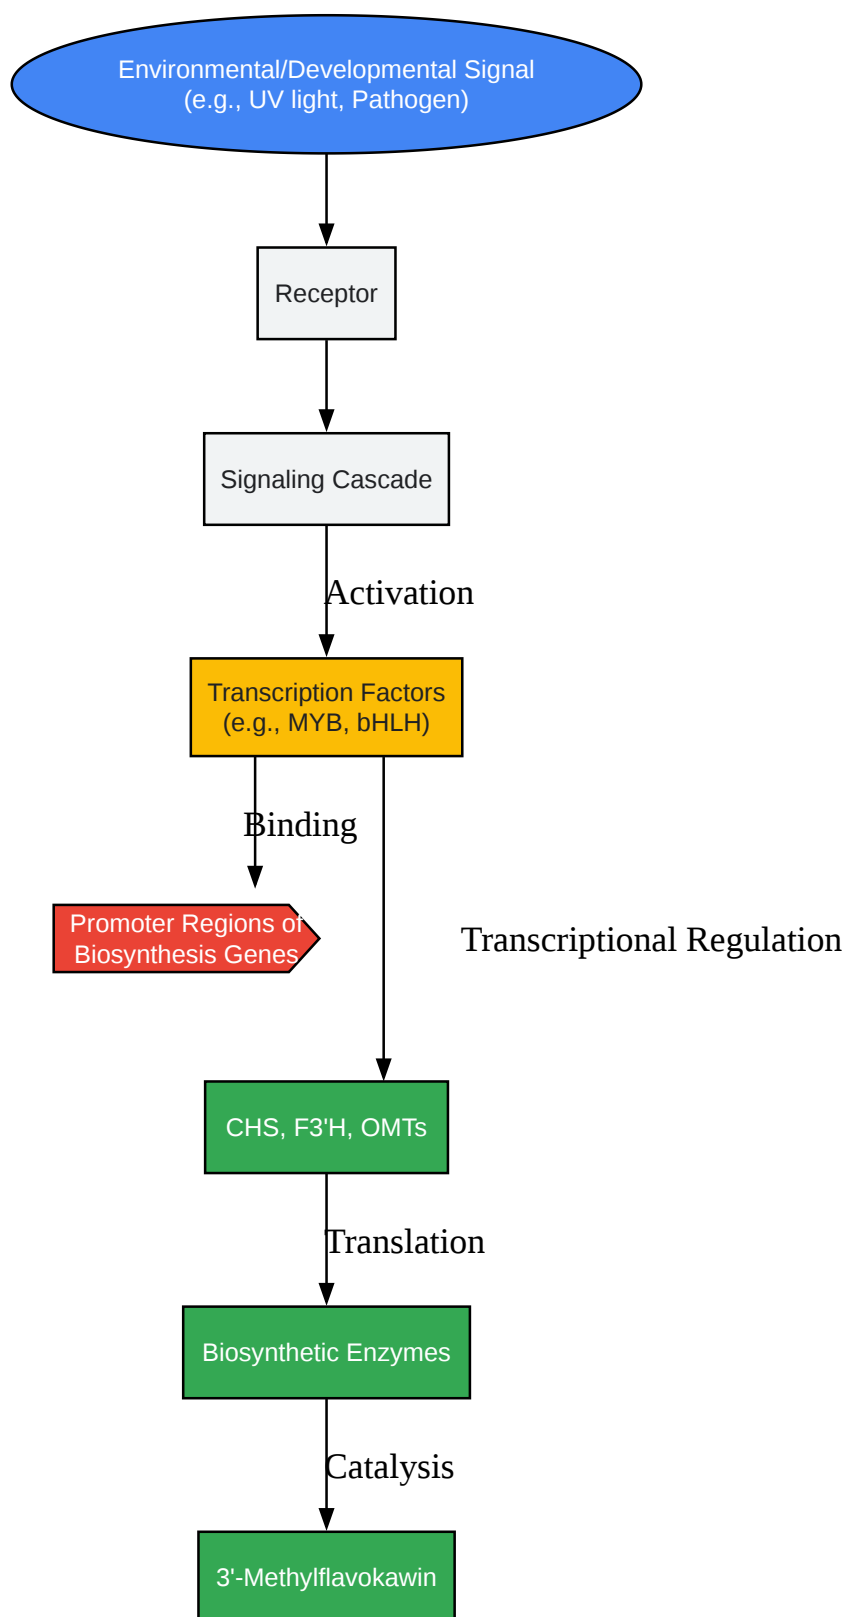 Environmental/Developmental Signal
(e.g., UV light, Pathogen)
Receptor
Signaling Cascade
Activation
Transcription Factors
(e.g., MYB, bHLH)
Binding
Promoter Regions of
Biosynthesis Genes
Transcriptional Regulation
CHS, F3'H, OMTs
Translation
Biosynthetic Enzymes
Catalysis
3'-Methylflavokawin